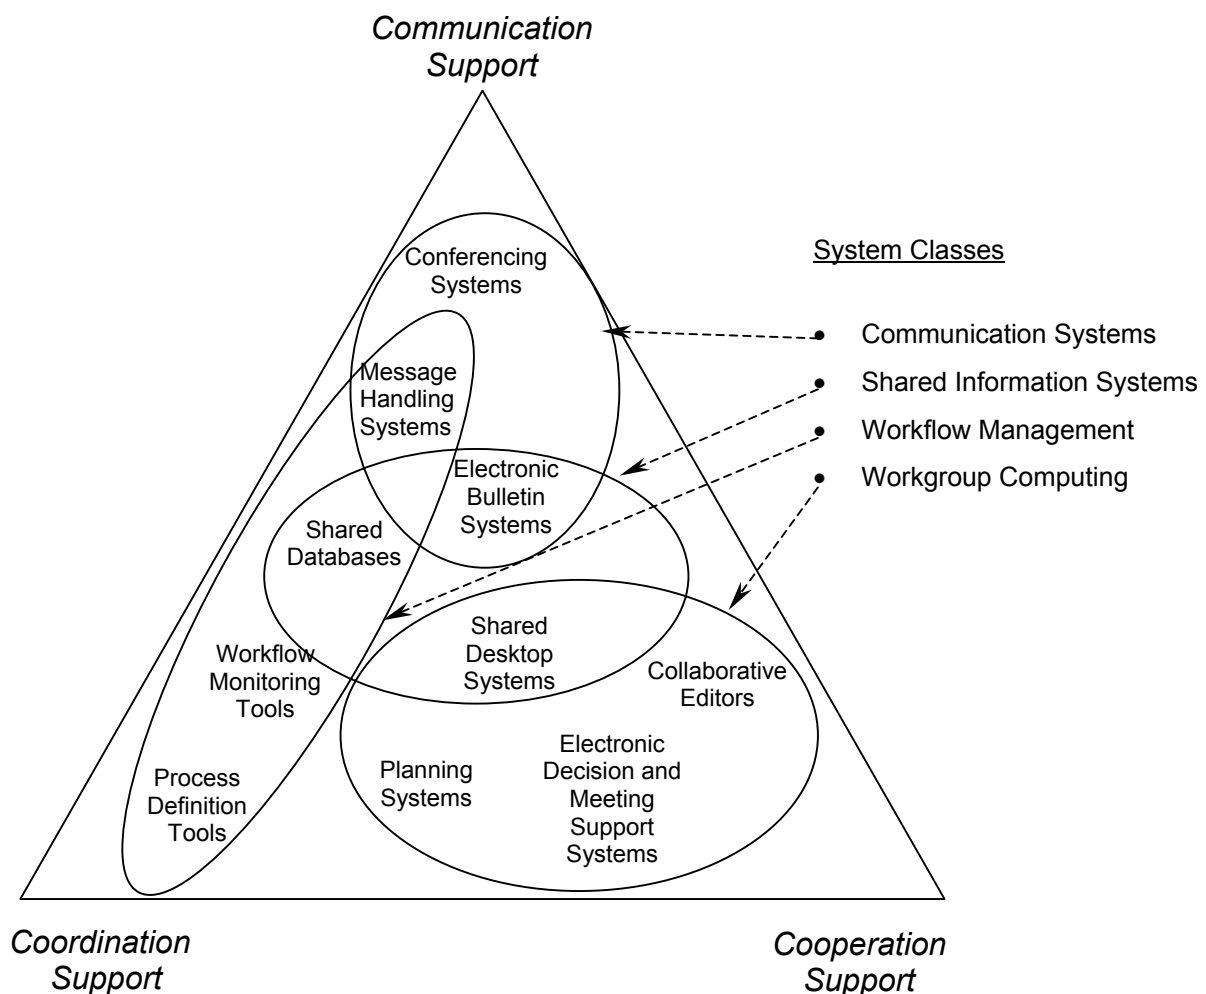 Communication
Support
Conferencing
Systems
System Classes
• Communication Systems
• Shared Information Systems
• Workflow Management
• Workgroup Computing
Message
Handling
Systems
Electronic
Bulletin
Systems
Shared
Databases
Shared
Desktop
Systems
Workflow
Monitoring
Tools
Collaborative
Editors
Process
Definition
Tools
Planning
Systems
Electronic
Decision and
Meeting
Support
Systems
Coordination
Support
Cooperation
Support